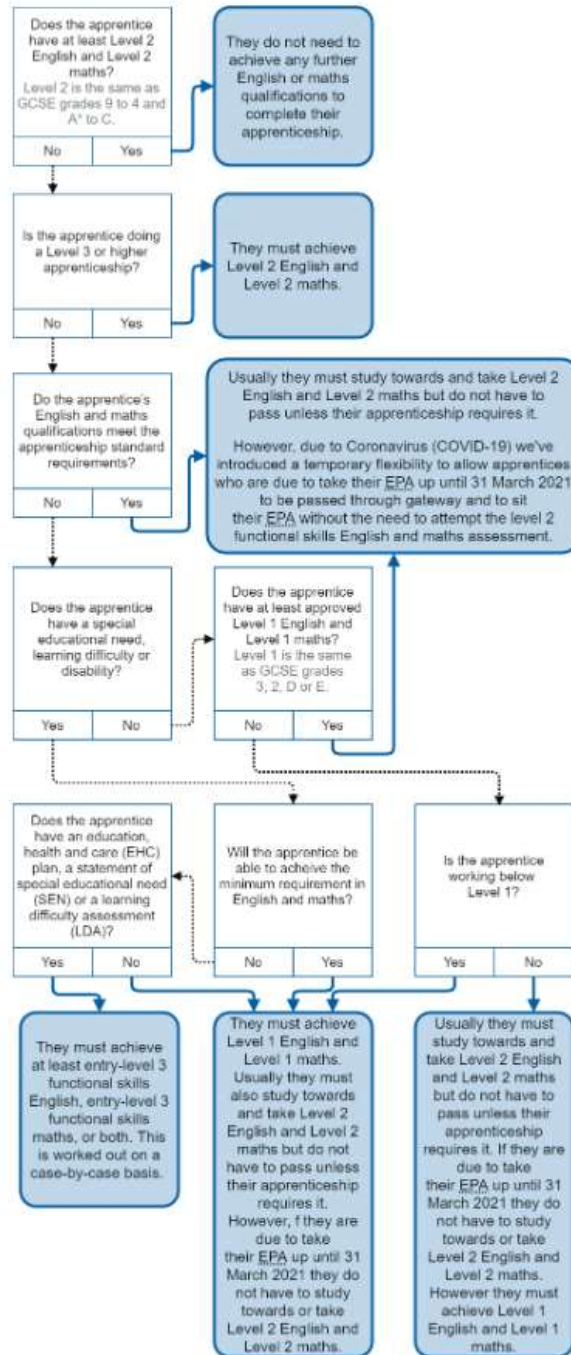 Does the apprentice
have at least Level 2
English and Level 2
maths?
Level 2 is the same as
GCSE grades 9 to 4 and
A* to C.
No
Yes
They do not need to
achieve any further
English or maths
qualifications to
complete their
apprenticeship.
Is the apprentice doing
a Level 3 or higher
apprenticeship?
No
Yes
They must achieve
Level 2 English and
Level 2 maths.
Do the apprentice's
English and maths
qualifications meet the
apprenticeship standard
requirements?
No
Yes
Usually they must study towards and take Level 2
English and Level 2 maths but do not have to
pass unless their apprenticeship requires it.
However, due to Coronavirus (COVID-19) we've
introduced a temporary flexibility to allow apprentices
who are due to take their EPA up until 31 March 2021
to be passed through gateway and to sit
their EPA without the need to attempt the level 2
functional skills English and maths assessment.
Does the apprentice
have a special
educational need,
learning difficulty or
disability?
Yes
No
Does the apprentice
have at least approved
Level 1 English and
Level 1 maths?
Level 1 is the same
as GCSE grades
3, 2, D or E.
No
Yes
Does the apprentice
have an education,
health and care (EHC)
plan, a statement of
special educational need
(SEN) or a learning
difficulty assessment
(LDA)?
Yes
No
Will the apprentice be
able to acheive the
minimum requirement in
English and maths?
No
Yes
Is the apprentice
working below
Level 1?
Yes
No
They must achieve
at least entry-level 3
functional skills
English, entry-level 3
functional skills
maths, or both. This
is worked out on a
case-by-case basis.
They must achieve
Level 1 English and
Level 1 maths.
Usually they must
also study towards
and take Level 2
English and Level 2
maths but do not
have to pass unless
their apprenticeship
requires it.
However, f they are
due to take
their EPA up until 31
March 2021 they do
not have to study
towards or take
Level 2 English and
Level 2 maths.
Usually they must
study towards and
take Level 2 English
and Level 2 maths
but do not have to
pass unless their
apprenticeship
requires it. If they are
due to take
their EPA up until 31
March 2021 they do
not have to study
towards or take
Level 2 English and
Level 2 maths.
However they must
achieve Level 1
English and Level 1
maths.